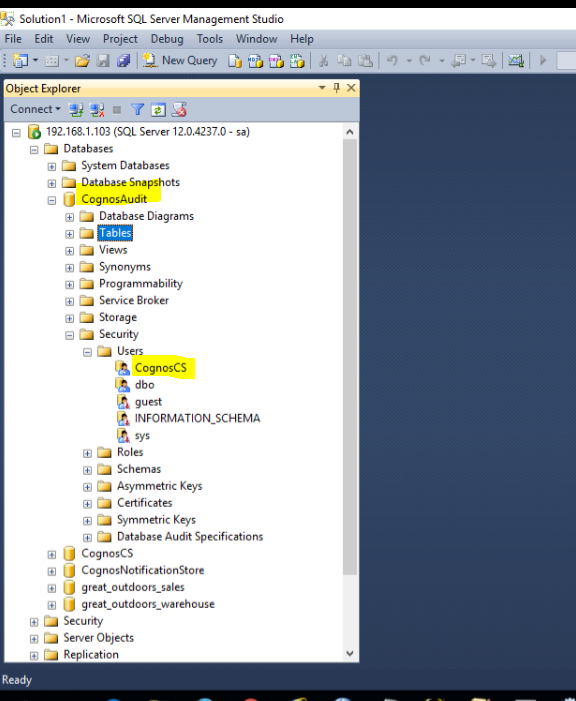 Solution1 - Microsoft SQL Server Management Studio
File Edit View Project Debug Tools Window Help
New Query
Object Explorer
Connect
192.168.1.103 (SQL Server 12.0.4237.0 - sa)
Databases
System Databases
Database Snapshots
CognosAudit
Database Diagrams
Tables
Views
Synonyms
Programmability
Service Broker
Storage
Security
Users
CognosCS
dbo
guest
INFORMATION_SCHEMA
sys
Roles
Schemas
Asymmetric Keys
Certificates
Symmetric Keys
Database Audit Specifications
CognosCS
CognosNotificationStore
great_outdoors_sales
great_outdoors_warehouse
Security
Server Objects
Replication
Ready